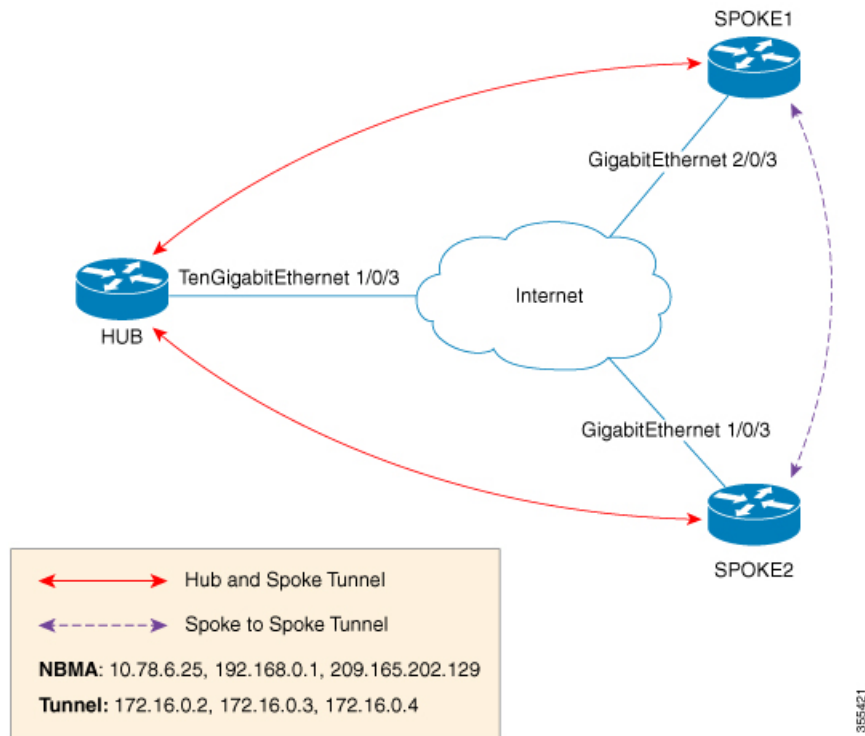 SPOKE1
GigabitEthernet 2/0/3
TenGigabitEthernet 1/0/3
Internet
HUB
GigabitEthernet 1/0/3
SPOKE2
Hub and Spoke Tunnel
Spoke to Spoke Tunnel
NBMA: 10.78.6.25, 192.168.0.1, 209.165.202.129
Tunnel: 172.16.0.2, 172.16.0.3, 172.16.0.4
355421